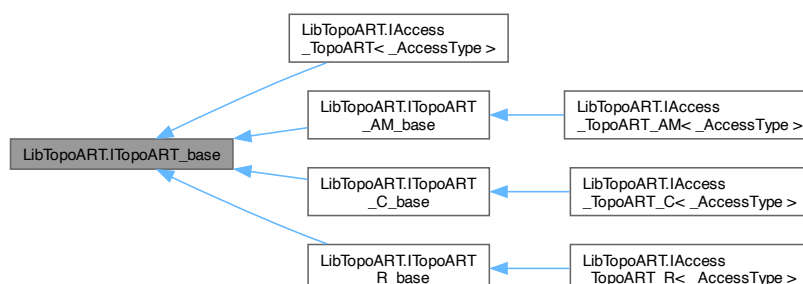 LibTopoART.IAccess
_TopoART< _AccessType >
LibTopoART.ITopoART
_AM_base
LibTopoART.IAccess
_TopoART_AM< _AccessType >
LibTopoART.ITopoART_base
LibTopoART.ITopoART
_C_base
LibTopoART.IAccess
_TopoART_C< _AccessType >
LibTopoART.ITopoART
_R_base
LibTopoART.IAccess
_TopoART_R< _AccessType >